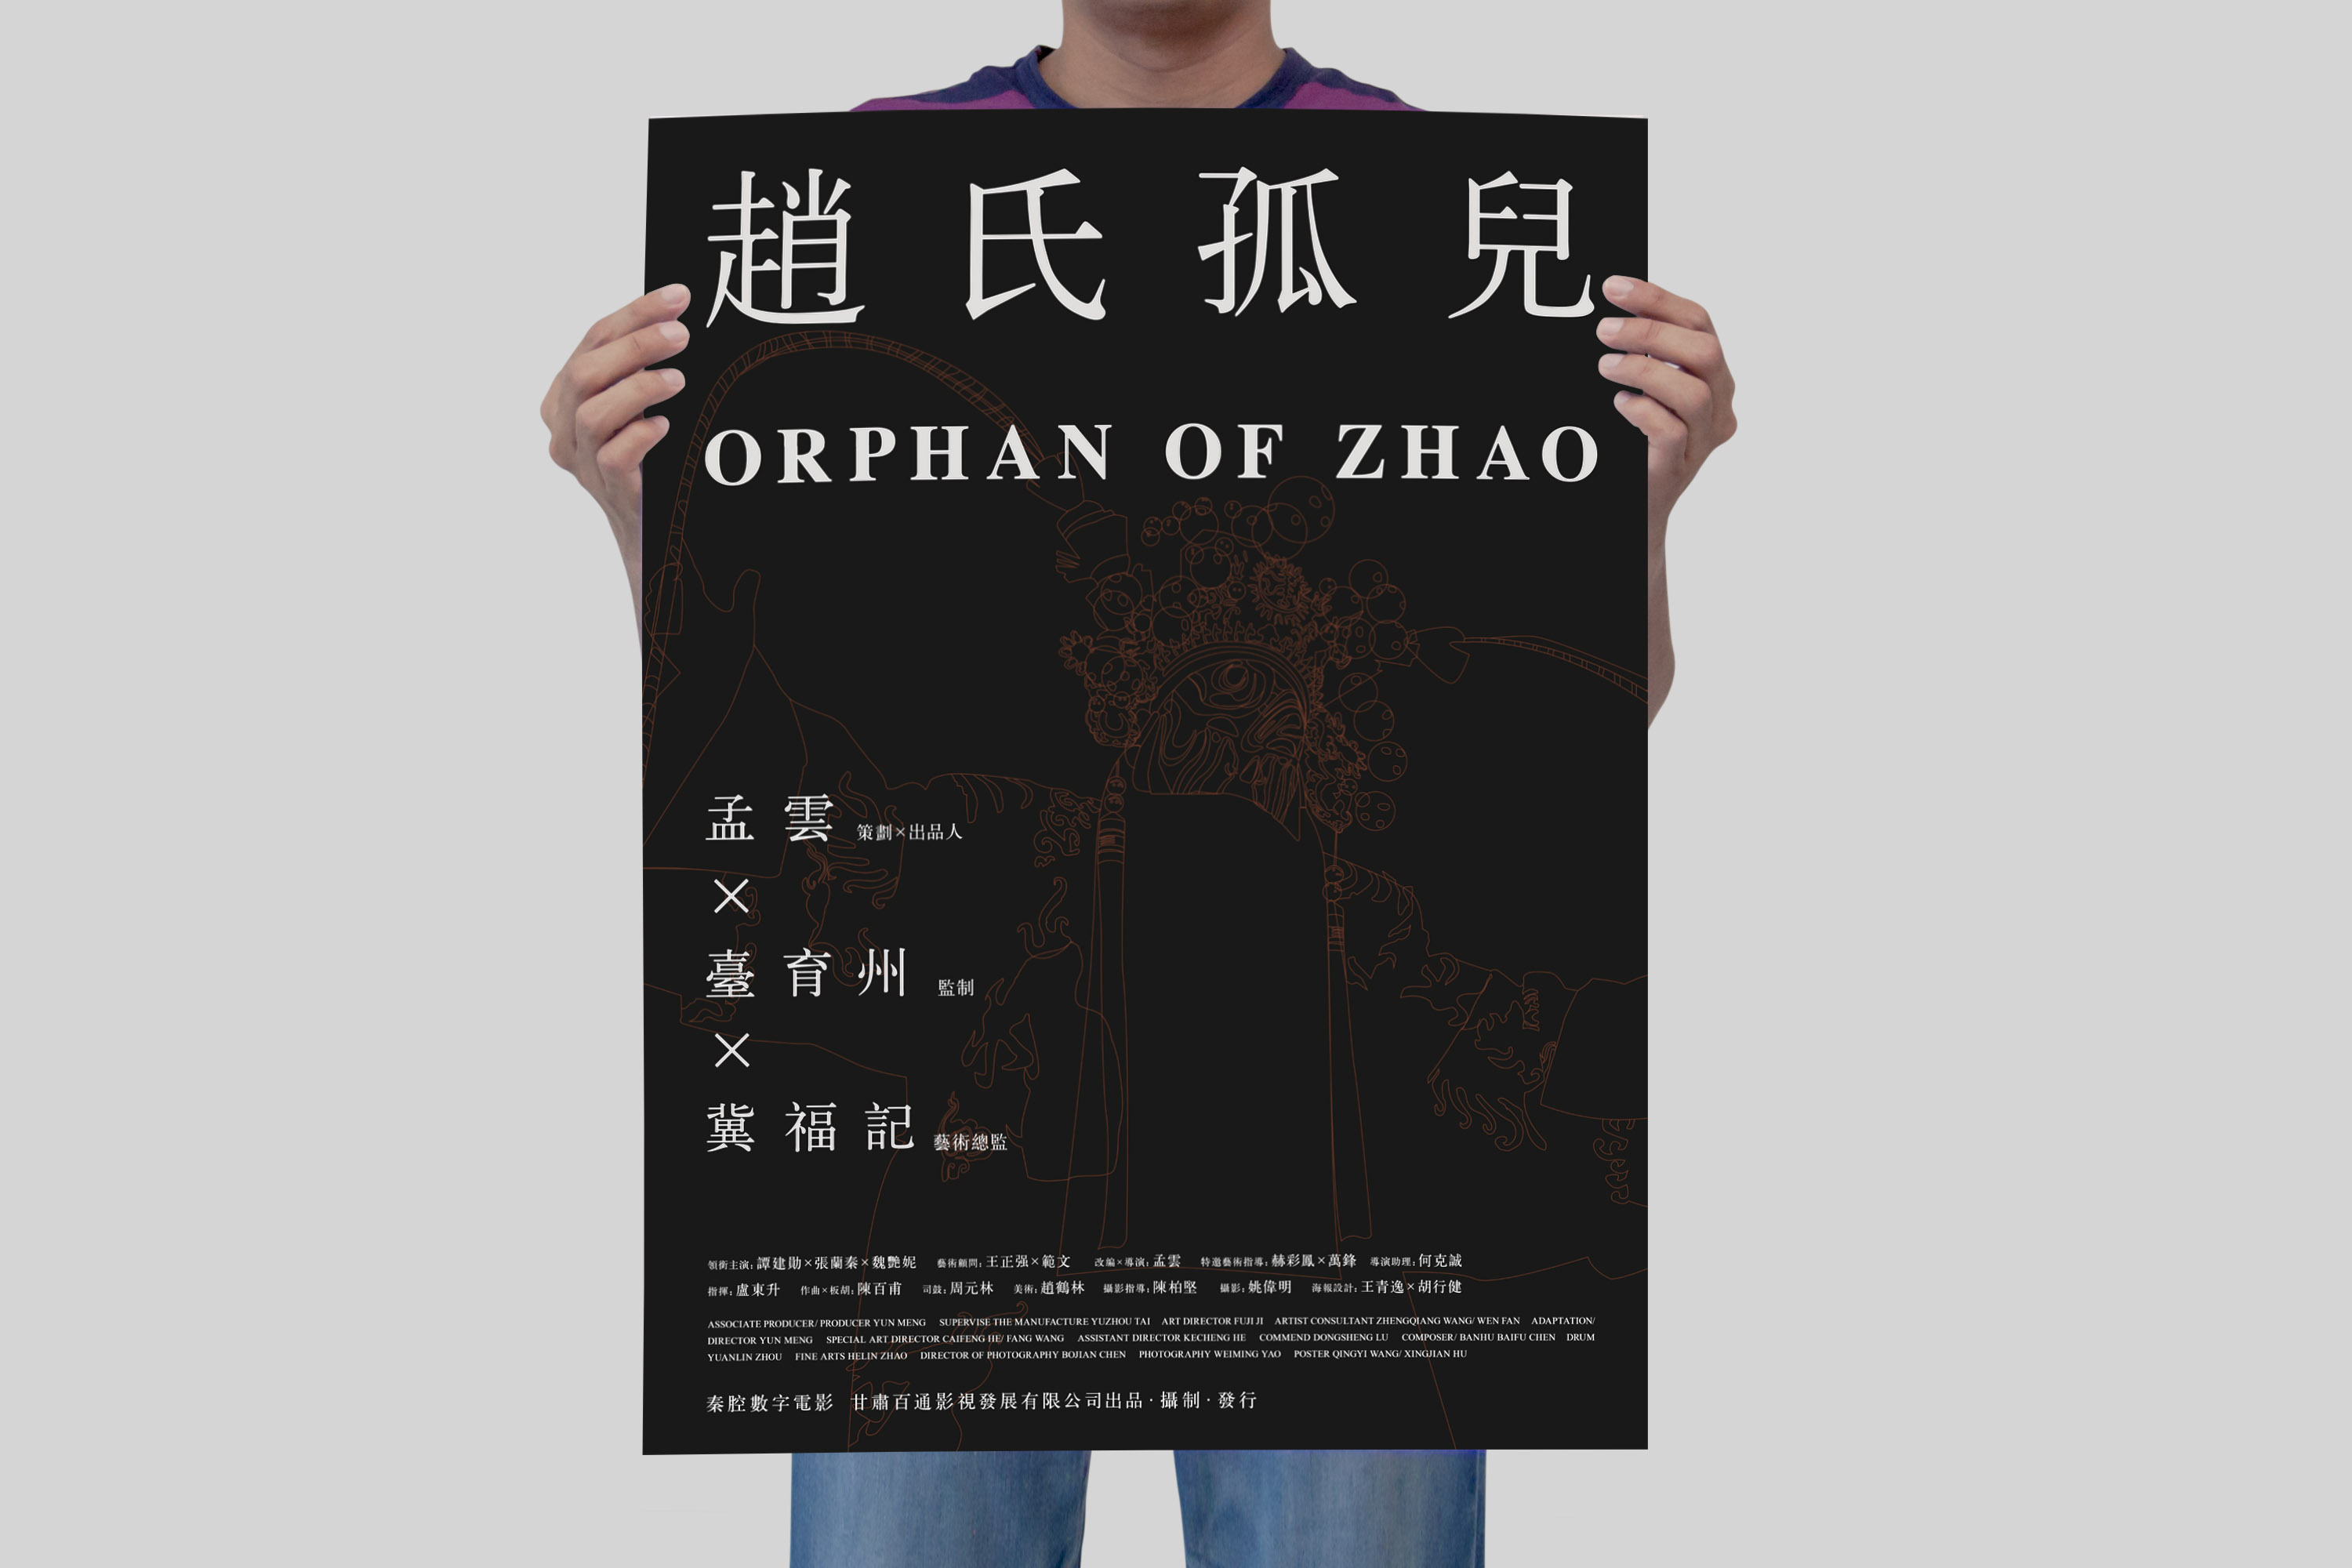 趙氏孤兒
ORPHAN OF ZHAO
孟雲 策劃×出品人
×
臺育州 監制
×
冀福記 藝術總監
領銜主演:譚建勛×張蘭秦×魏艷妮 藝術顧問:王正强×範文 改編×導演:孟雲 特邀藝術指導:赫彩鳳×萬鋒 導演助理:何克誠
指揮:盧東升 作曲×板胡:陳百甫 司鼓:周元林 美術:趙鶴林 攝影指導:陳柏堅 攝影:姚偉明 海報設計:王青逸×胡行健
ASSOCIATE PRODUCER/ PRODUCER YUN MENG SUPERVISE THE MANUFACTURE YUZHOU TAI ART DIRECTOR FUJI JI ARTIST CONSULTANT ZHENGQIANG WANG/ WEN FAN ADAPTATION/
DIRECTOR YUN MENG SPECIAL ART DIRECTOR CAIFENG HE/ FANG WANG ASSISTANT DIRECTOR KECHENG HE COMMEND DONGSHENG LU COMPOSER/ BANHU BAIFU CHEN DRUM
YUANLIN ZHOU FINE ARTS HELIN ZHAO DIRECTOR OF PHOTOGRAPHY BOJIAN CHEN PHOTOGRAPHY WEIMING YAO POSTER QINGYI WANG/ XINGJIAN HU
秦腔數字電影 甘肅百通影視發展有限公司出品·攝制·發行